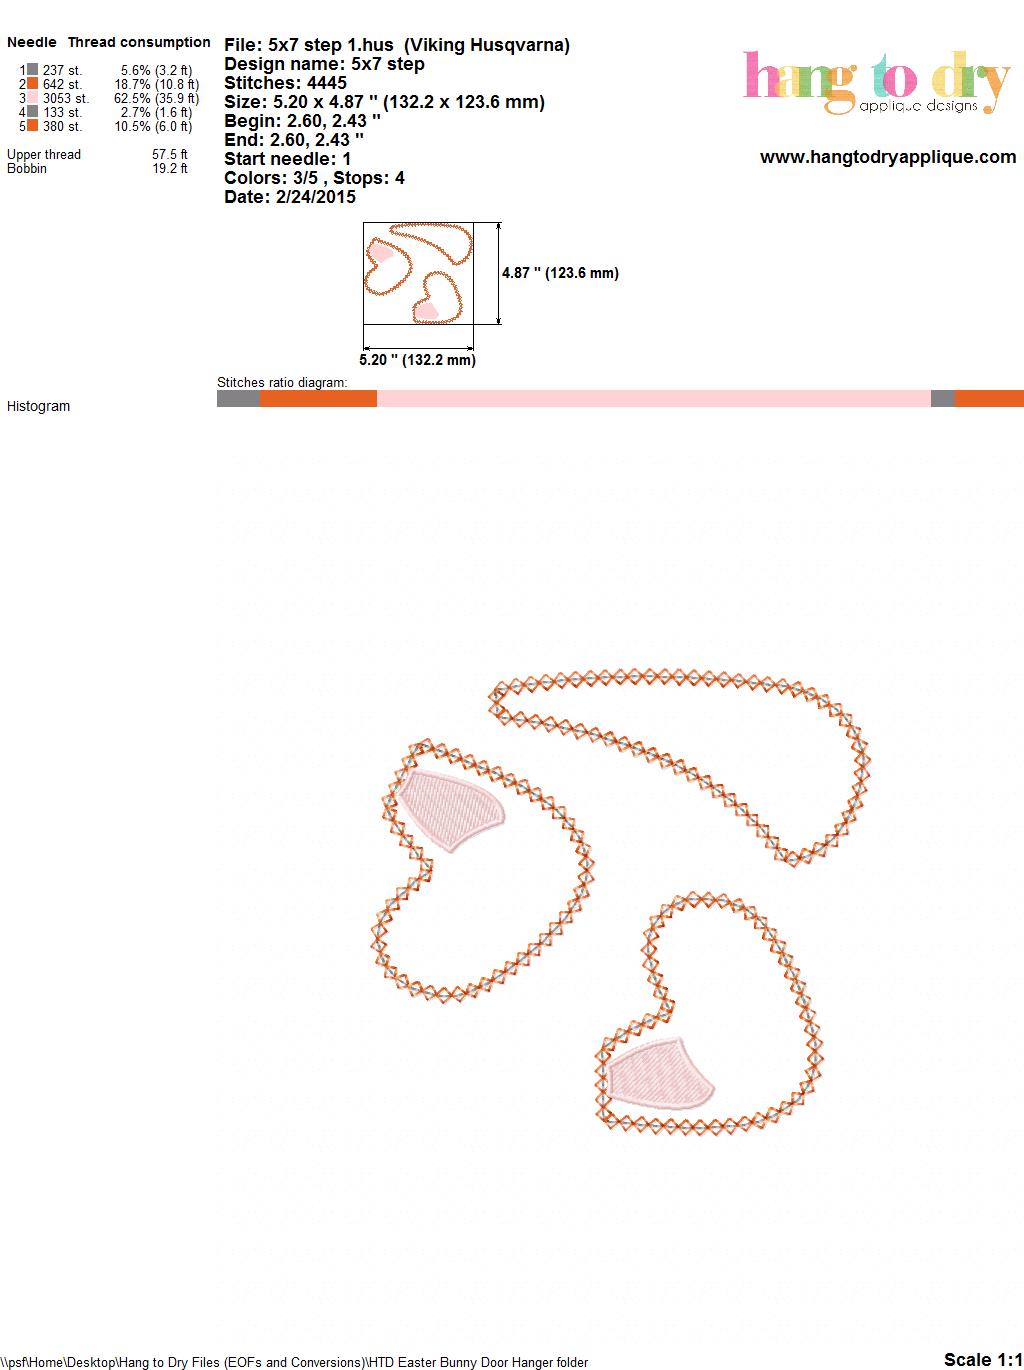 Needle Thread consumption
1 237 st. 5.6% (3.2 ft)
2 642 st. 18.7% (10.8 ft)
3 3053 st. 62.5% (35.9 ft)
4 133 st. 2.7% (1.6 ft)
5 380 st. 10.5% (6.0 ft)
Upper thread 57.5 ft
Bobbin 19.2 ft
File: 5x7 step 1.hus (Viking Husqvarna)
Design name: 5x7 step
Stitches: 4445
Size: 5.20 x 4.87 " (132.2 x 123.6 mm)
Begin: 2.60, 2.43 "
End: 2.60, 2.43 "
Start needle: 1
Colors: 3/5 , Stops: 4
Date: 2/24/2015
hang to dry
applique designs
www.hangtodryapplique.com
4.87 " (123.6 mm)
5.20 " (132.2 mm)
Stitches ratio diagram:
Histogram
\\psf\Home\Desktop\Hang to Dry Files (EOFs and Conversions)\HTD Easter Bunny Door Hanger folder
Scale 1:1